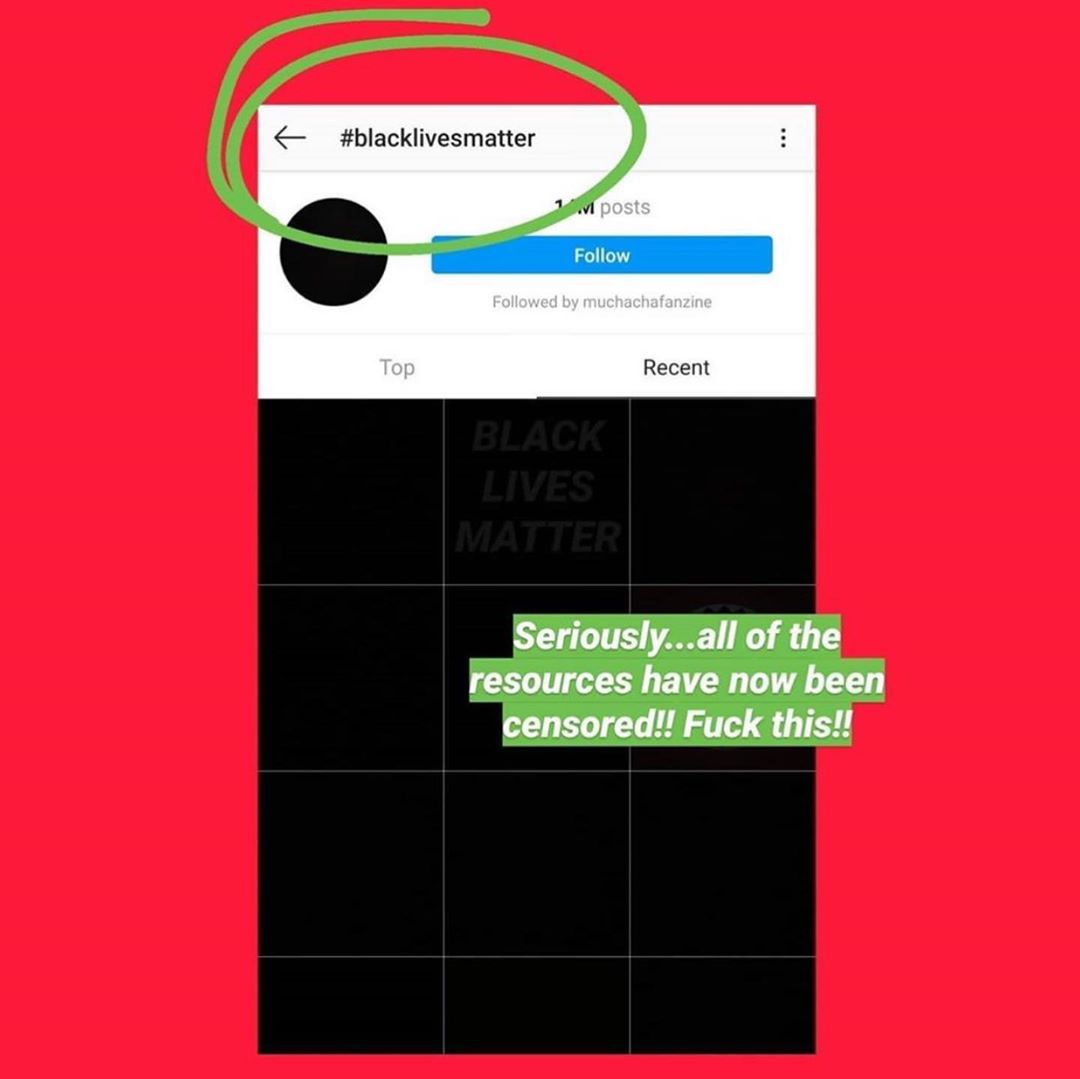 #blacklivesmatter
posts
Follow
Followed by muchachafanzine
Top
Recent
BLACK
LIVES
MATTER
Seriously...all of the
resources have now been
censored!! Fuck this!!